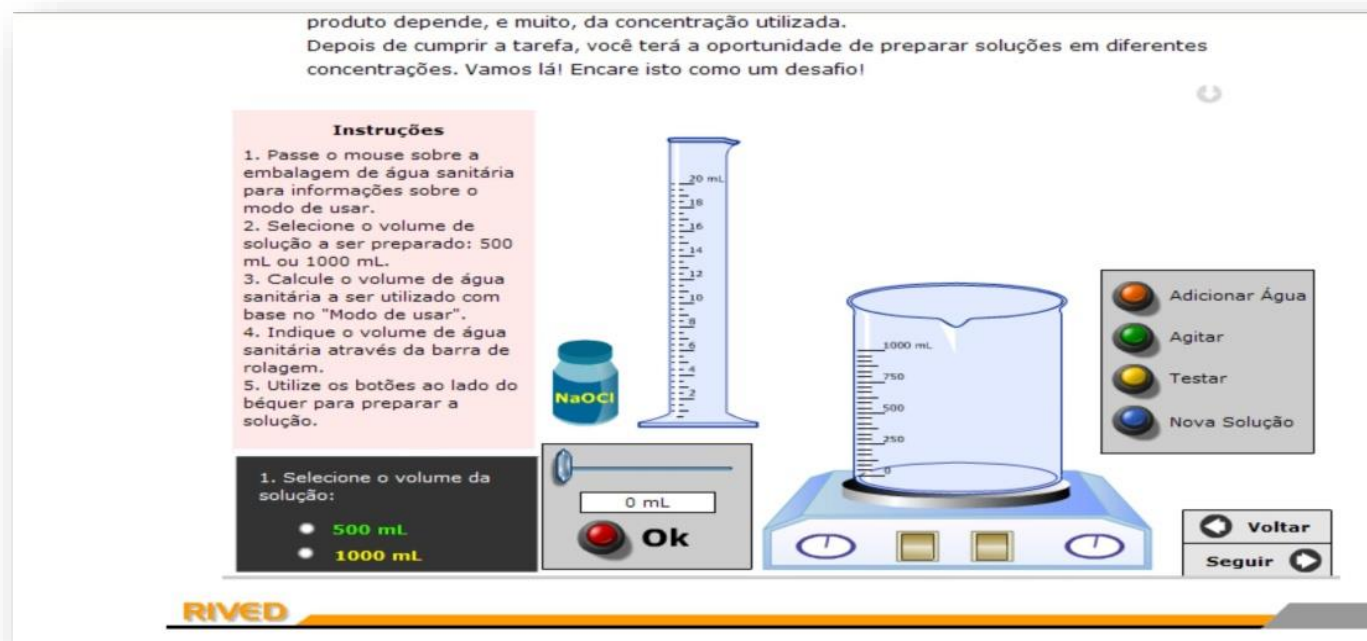 produto depende, e muito, da concentração utilizada.
Depois de cumprir a tarefa, você terá a oportunidade de preparar soluções em diferentes
concentrações. Vamos lá! Encare isto como um desafio!
Instruções
1. Passe o mouse sobre a
embalagem de água sanitária
para informações sobre o
modo de usar.
2. Selecione o volume de
solução a ser preparado: 500
mL ou 1000 mL.
3. Calcule o volume de água
sanitária a ser utilizado com
base no "Modo de usar".
4. Indique o volume de água
sanitária através da barra de
rolagem.
5. Utilize os botões ao lado do
béquer para preparar a
solução.
1. Selecione o volume da
solução:
500 mL
1000 mL
NaOCl
20 mL
18
16
14
12
10
8
6
4
2
0 mL
Ok
1000 mL
750
500
250
0
Adicionar Água
Agitar
Testar
Nova Solução
Voltar
Seguir
RIVED